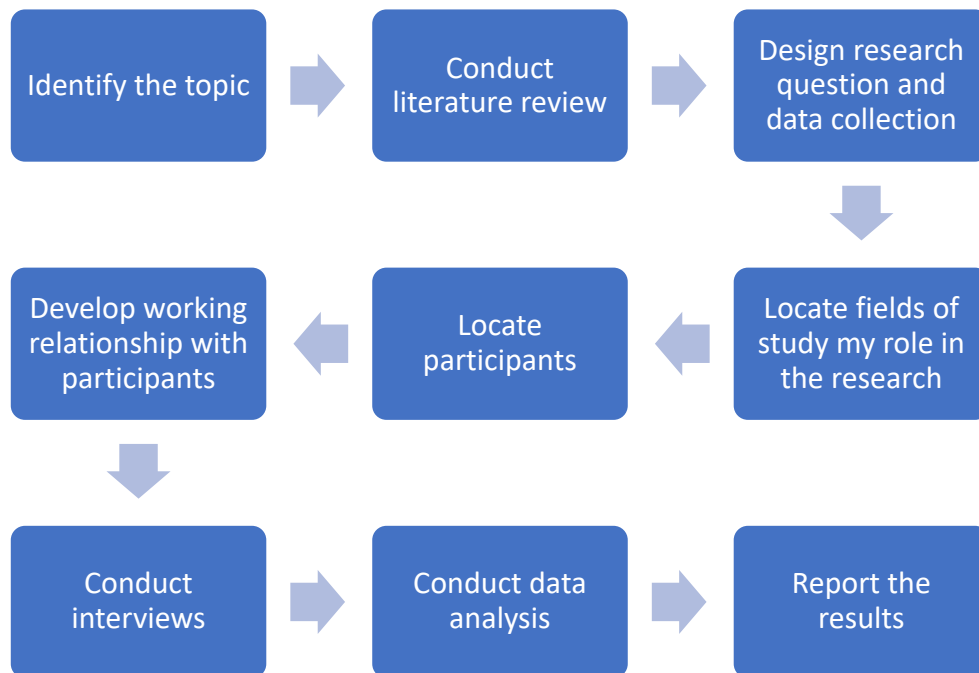 Identify the topic
Conduct
literature review
Design research
question and
data collection
Locate fields of
study my role in
the research
Locate
participants
Develop working
relationship with
participants
Conduct
interviews
Conduct data
analysis
Report the
results